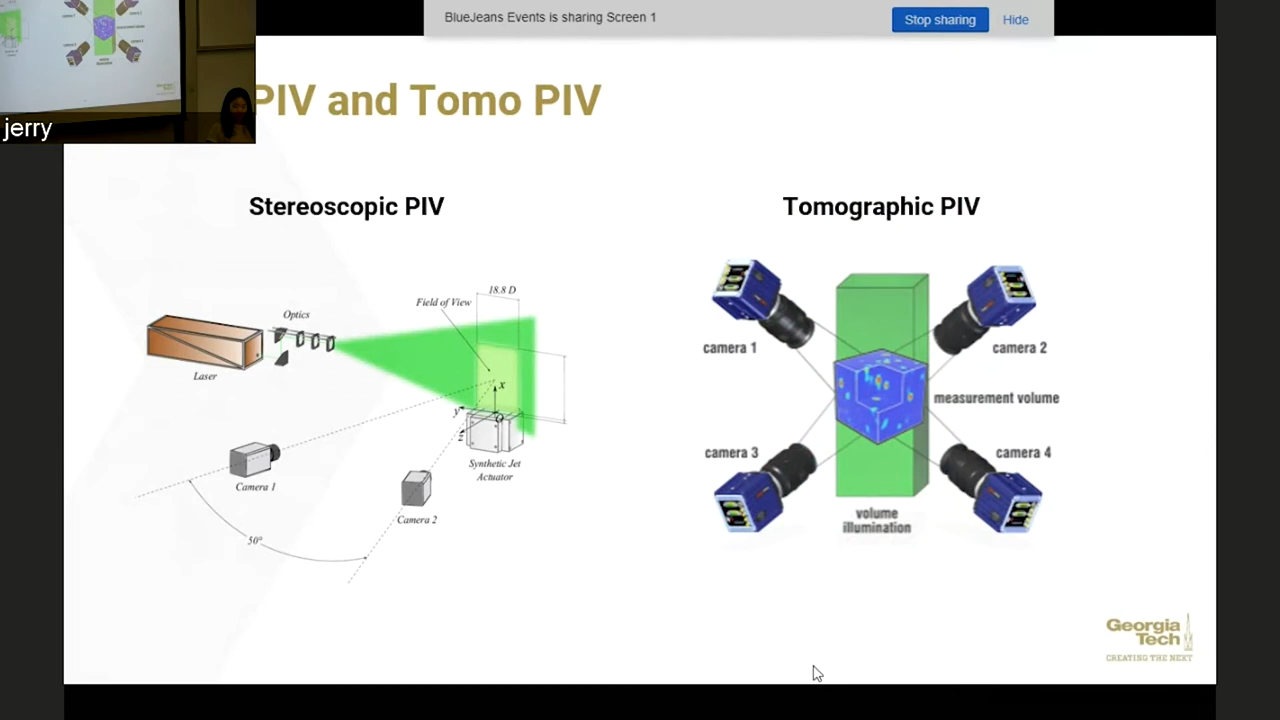 BlueJeans Events is sharing Screen 1
Stop sharing
Hide
jerry
PIV and Tomo PIV
Stereoscopic PIV
Tomographic PIV
18.8 D
Field of View
Optics
Laser
x
y
z
Synthetic Jet
Actuator
Camera 1
Camera 2
50°
camera 1
camera 2
measurement volume
camera 3
camera 4
volume
illumination
Georgia
Tech
CREATING THE NEXT